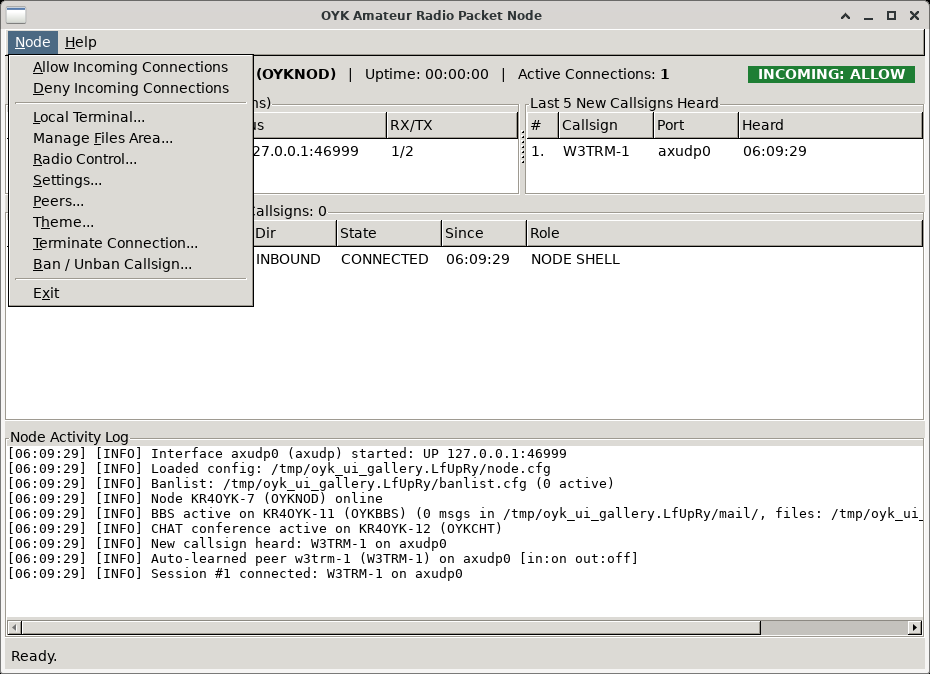 OYK Amateur Radio Packet Node
Node Help
Allow Incoming Connections
Deny Incoming Connections
Local Terminal...
Manage Files Area...
Radio Control...
Settings...
Peers...
Theme...
Terminate Connection...
Ban / Unban Callsign...
Exit
(OYKNOD) | Uptime: 00:00:00 | Active Connections: 1 INCOMING: ALLOW
ns)
us RX/TX
27.0.0.1:46999 1/2
Last 5 New Callsigns Heard
# Callsign Port Heard
1. W3TRM-1 axudp0 06:09:29
Callsigns: 0
Dir State Since Role
INBOUND CONNECTED 06:09:29 NODE SHELL
Node Activity Log
[06:09:29] [INFO] Interface axudp0 (axudp) started: UP 127.0.0.1:46999
[06:09:29] [INFO] Loaded config: /tmp/oyk_ui_gallery.LfUpRy/node.cfg
[06:09:29] [INFO] Banlist: /tmp/oyk_ui_gallery.LfUpRy/banlist.cfg (0 active)
[06:09:29] [INFO] Node KR4OYK-7 (OYKNOD) online
[06:09:29] [INFO] BBS active on KR4OYK-11 (OYKBBS) (0 msgs in /tmp/oyk_ui_gallery.LfUpRy/mail/, files: /tmp/oyk_ui_
[06:09:29] [INFO] CHAT conference active on KR4OYK-12 (OYKCHT)
[06:09:29] [INFO] New callsign heard: W3TRM-1 on axudp0
[06:09:29] [INFO] Auto-learned peer w3trm-1 (W3TRM-1) on axudp0 [in:on out:off]
[06:09:29] [INFO] Session #1 connected: W3TRM-1 on axudp0
Ready.